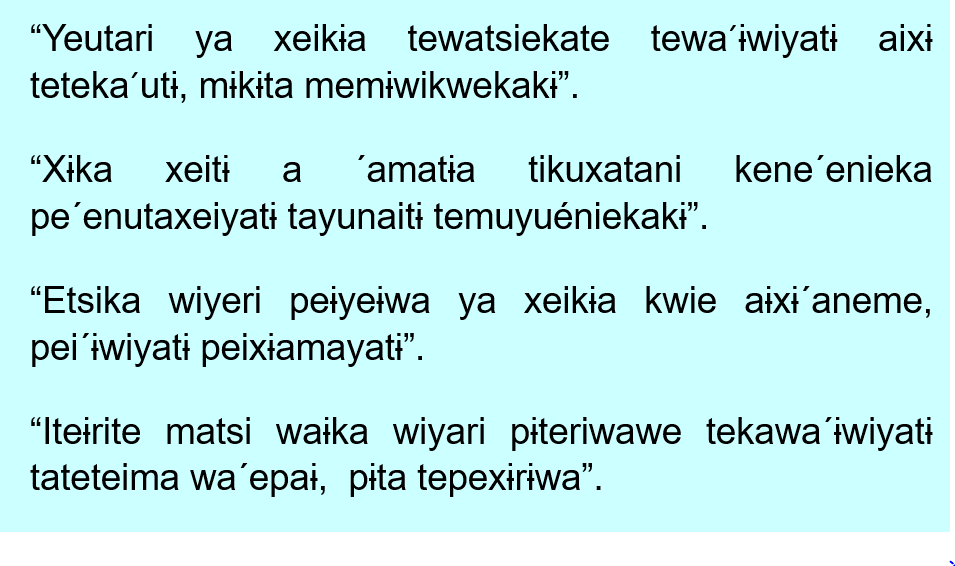 “Yeutari ya xeikɨa tewatsiekate tewa´ɨwiyatɨ aixɨ
teteka´utɨ, mɨkɨta memɨwikwekakɨ”.
“Xɨka xeitɨ a ´amatɨa tikuxatani kene´enieka
pe´enutaxeiyatɨ tayunaitɨ temuyuéniekakɨ”.
“Etsika wiyeri peɨyeɨwa ya xeikɨa kwie aɨxɨ´aneme,
pei´ɨwiyatɨ peixɨamayatɨ”.
“Iteɨrite matsi waɨka wiyari pɨteriwawe tekawa´ɨwiyatɨ
tateteima wa´epaɨ,  pɨta tepexɨrɨwa”.